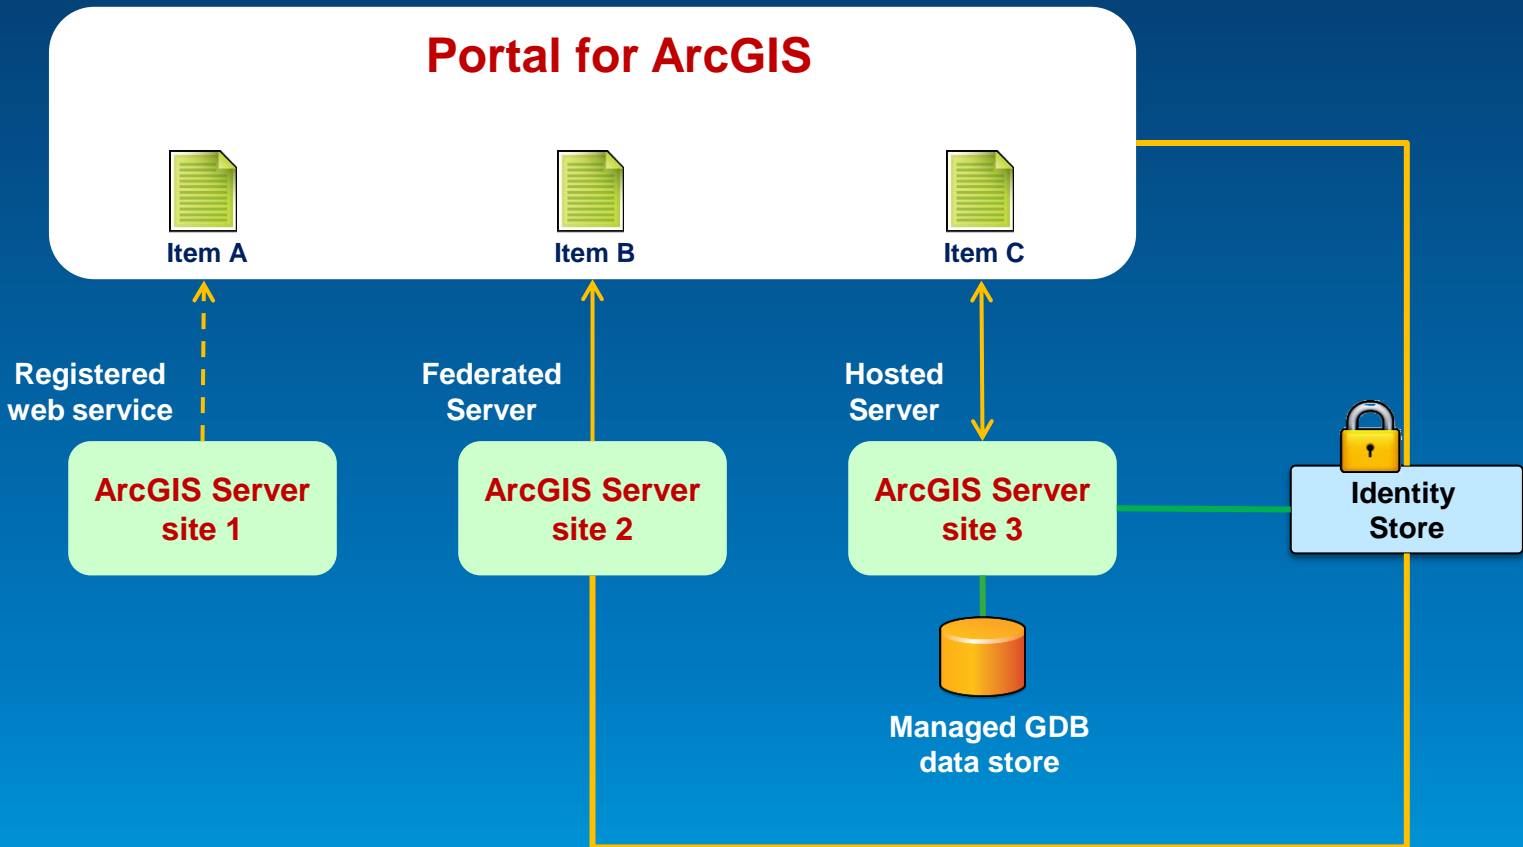 Portal for ArcGIS
Item A
Item B
Item C
Registered
web service
Federated
Server
Hosted
Server
ArcGIS Server
site 1
ArcGIS Server
site 2
ArcGIS Server
site 3
Identity
Store
Managed GDB
data store